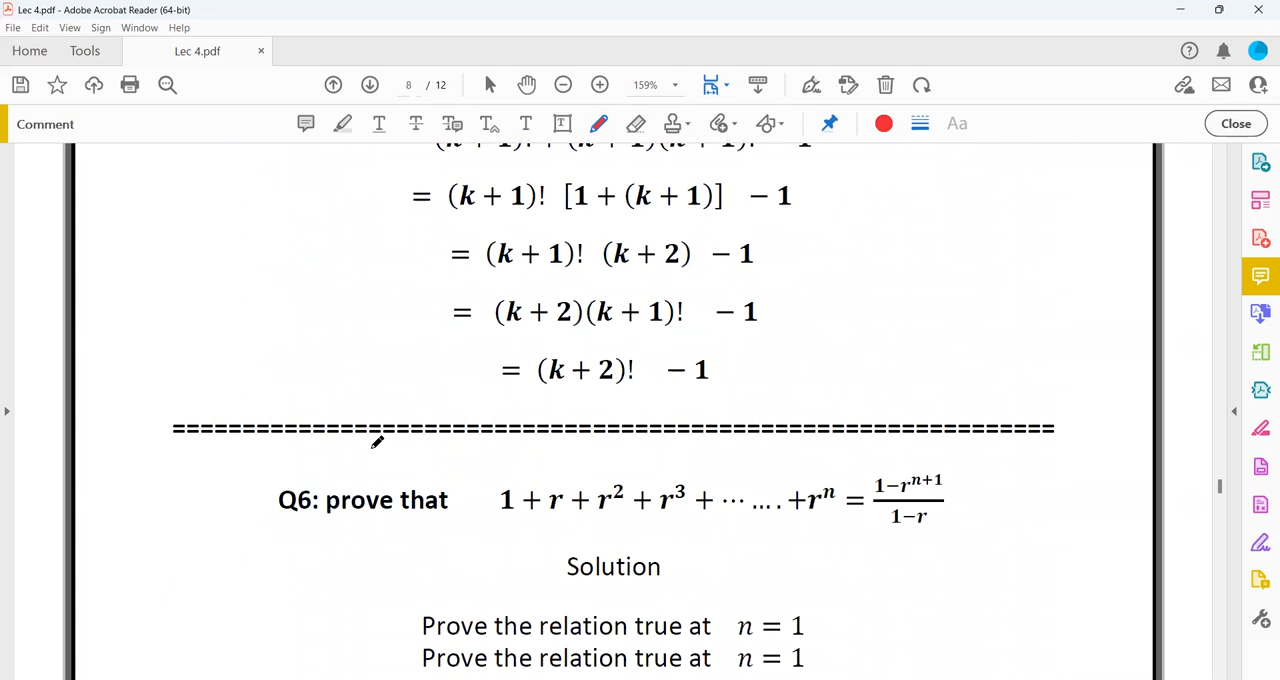 Lec 4.pdf - Adobe Acrobat Reader (64-bit)
File Edit View Sign Window Help
Home Tools Lec 4.pdf ×
8 / 12 159%
Comment Aa Close
= (k + 1)! [1 + (k + 1)] − 1
= (k + 1)! (k + 2) − 1
= (k + 2)(k + 1)! − 1
= (k + 2)! − 1
===============================================================
Q6: prove that 1 + r + r² + r³ + ⋯ … . +rⁿ = \frac{1−r^{n+1}}{1−r}
Solution
Prove the relation true at n = 1
Prove the relation true at n = 1